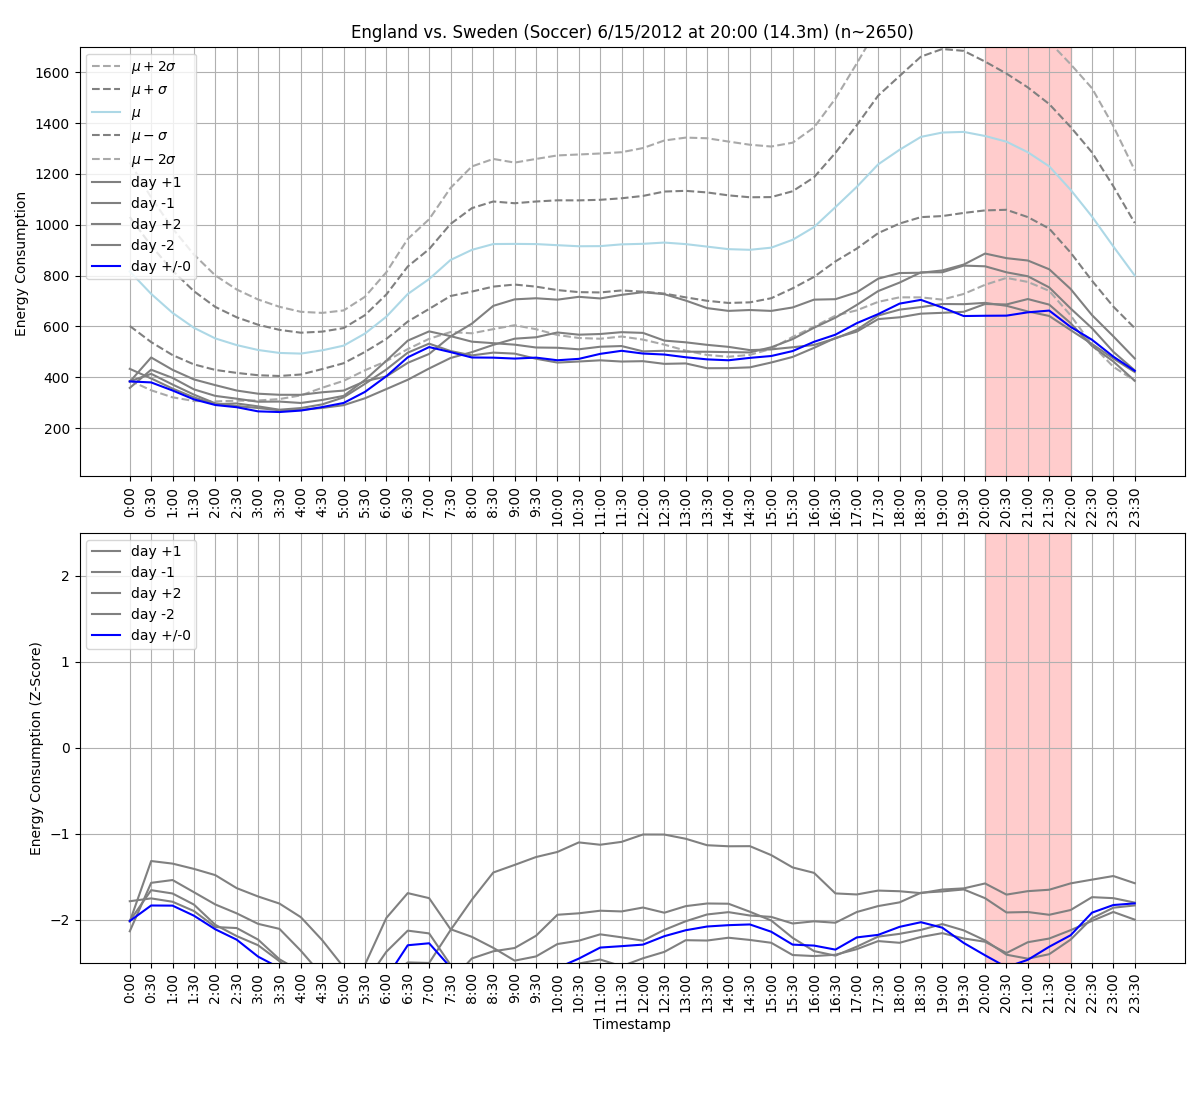 England vs. Sweden (Soccer) 6/15/2012 at 20:00 (14.3m) (n~2650)
Energy Consumption
1600
1400
1200
1000
800
600
400
200
μ + 2σ
μ + σ
μ
μ − σ
μ − 2σ
day +1
day -1
day +2
day -2
day +/-0
0:00 0:30 1:00 1:30 2:00 2:30 3:00 3:30 4:00 4:30 5:00 5:30 6:00 6:30 7:00 7:30 8:00 8:30 9:00 9:30 10:00 10:30 11:00 11:30 12:00 12:30 13:00 13:30 14:00 14:30 15:00 15:30 16:00 16:30 17:00 17:30 18:00 18:30 19:00 19:30 20:00 20:30 21:00 21:30 22:00 22:30 23:00 23:30
Energy Consumption (Z-Score)
2
1
0
−1
−2
day +1
day -1
day +2
day -2
day +/-0
0:00 0:30 1:00 1:30 2:00 2:30 3:00 3:30 4:00 4:30 5:00 5:30 6:00 6:30 7:00 7:30 8:00 8:30 9:00 9:30 10:00 10:30 11:00 11:30 12:00 12:30 13:00 13:30 14:00 14:30 15:00 15:30 16:00 16:30 17:00 17:30 18:00 18:30 19:00 19:30 20:00 20:30 21:00 21:30 22:00 22:30 23:00 23:30
Timestamp